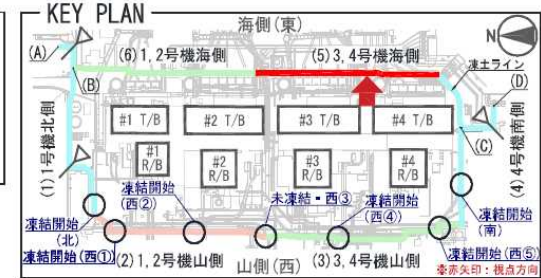 KEY PLAN
海側(東)
N
(A)
(6)1,2号機海側
(5)3,4号機海側
凍土ライン
(B)
(D)
#1 T/B
#2 T/B
#3 T/B
#4 T/B
(1)1号機北側
#1
R/B
#2
R/B
#3
R/B
#4
R/B
(C)
(4)4号機南側
凍結開始
(西②)
未凍結・西③
凍結開始
(西④)
凍結開始
(南)
凍結開始
(北)
凍結開始(西①)
(2)1,2号機山側
山側(西)
(3)3,4号機山側
凍結開始(西⑤)
※赤矢印:視点方向